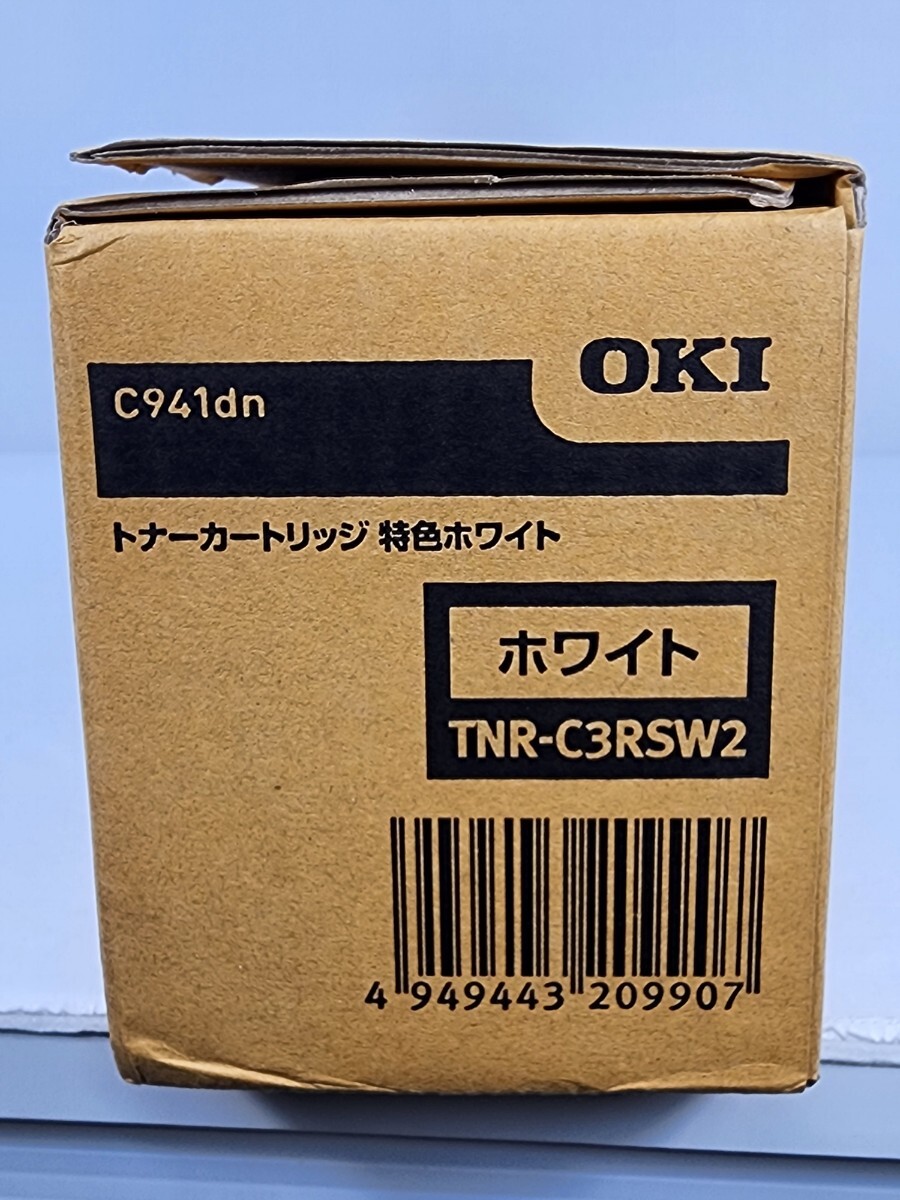 OKI
C941dn
トナーカートリッジ 特色ホワイト
ホワイト
TNR-C3RSW2
4 949443 209907